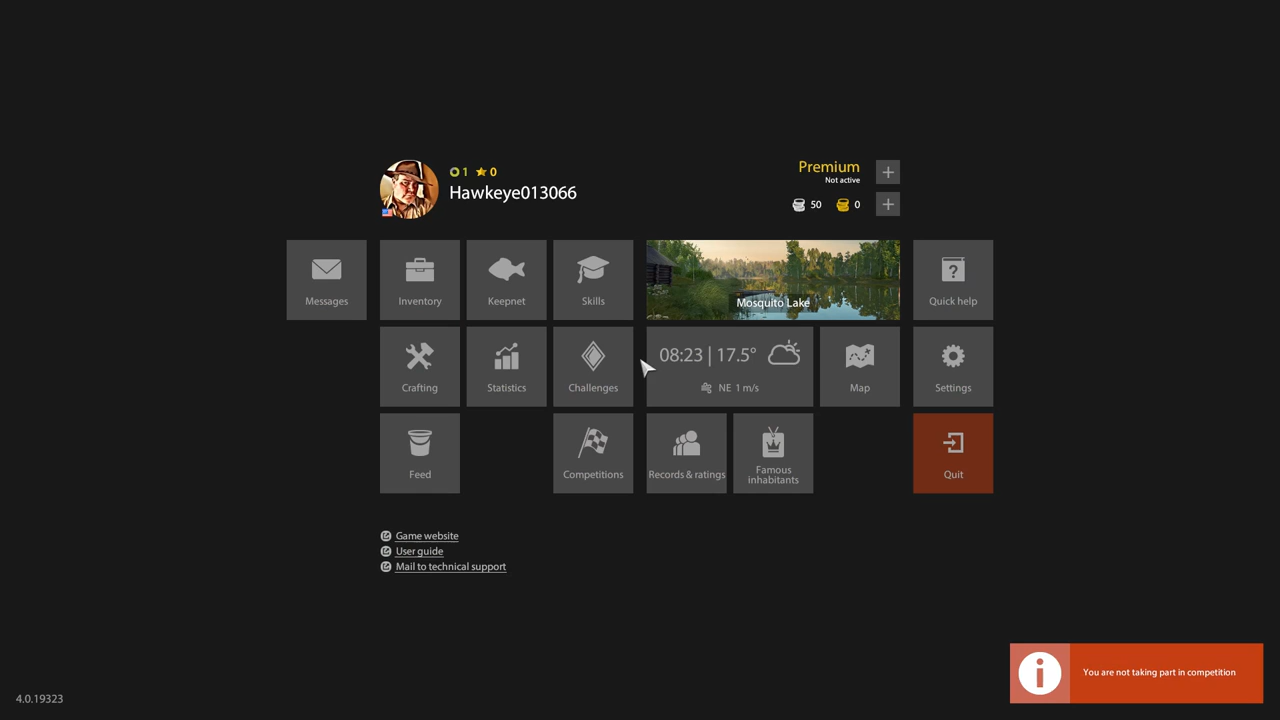 1 0
Hawkeye013066
Premium
Not active
50 0
Messages
Inventory
Keepnet
Skills
Mosquito Lake
Quick help
Crafting
Statistics
Challenges
08:23 | 17.5°
NE 1 m/s
Map
Settings
Feed
Competitions
Records & ratings
Famous
inhabitants
Quit
Game website
User guide
Mail to technical support
You are not taking part in competition
4.0.19323